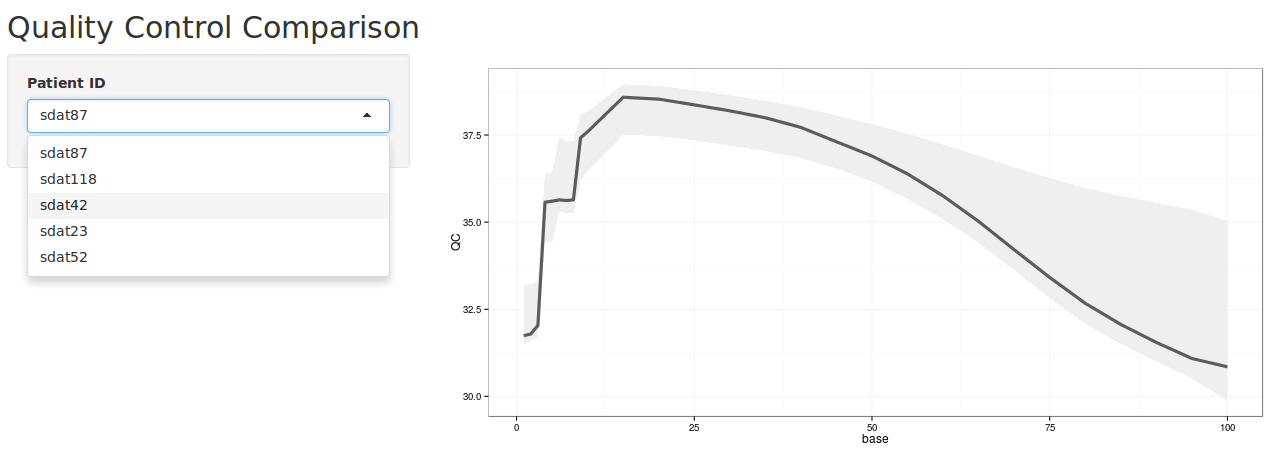 Quality Control Comparison
Patient ID
sdat87
sdat87
sdat118
sdat42
sdat23
sdat52
QC
37.5
35.0
32.5
30.0
0 25 50 75 100
base